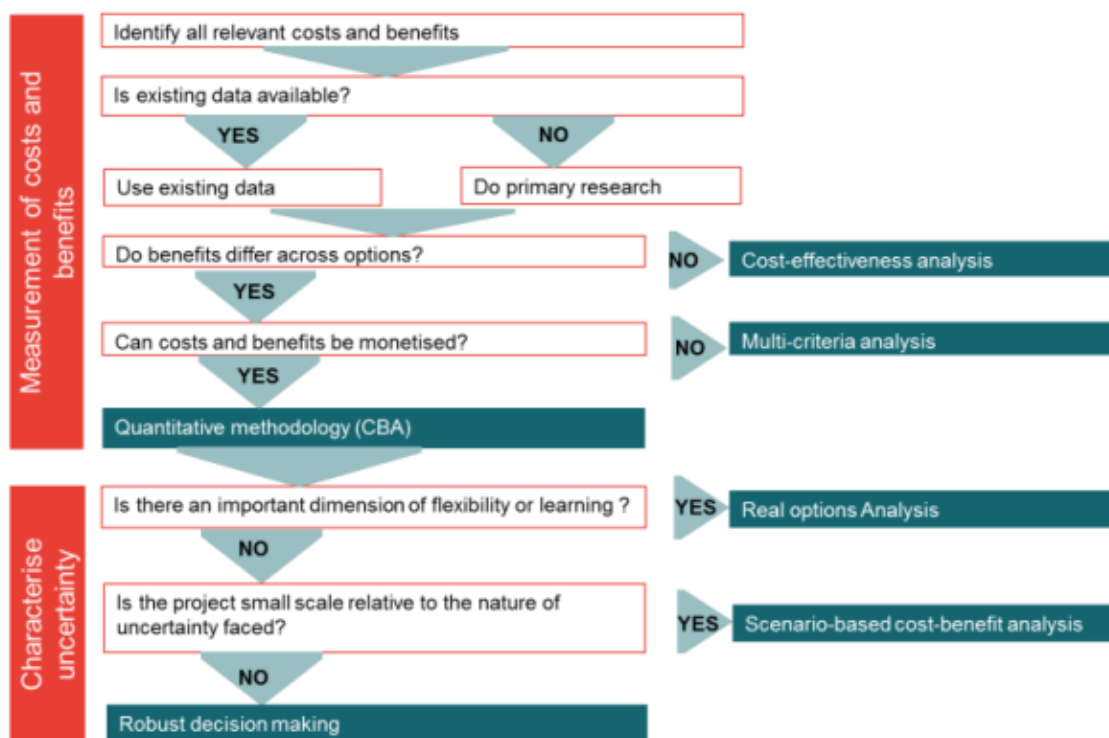 Measurement of costs and
benefits
Identify all relevant costs and benefits
Is existing data available?
YES
NO
Use existing data
Do primary research
Do benefits differ across options?
NO
Cost-effectiveness analysis
YES
Can costs and benefits be monetised?
NO
Multi-criteria analysis
YES
Quantitative methodology (CBA)
Characterise
uncertainty
Is there an important dimension of flexibility or learning ?
YES
Real options Analysis
NO
Is the project small scale relative to the nature of
uncertainty faced?
YES
Scenario-based cost-benefit analysis
NO
Robust decision making